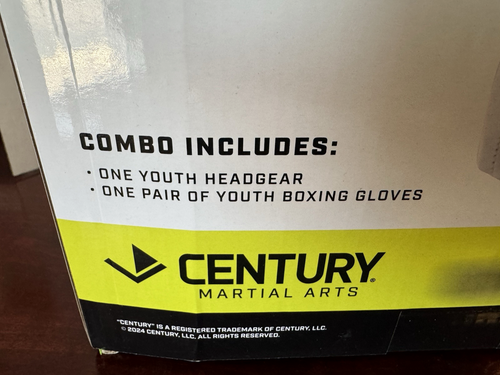 COMBO INCLUDES:
• ONE YOUTH HEADGEAR
• ONE PAIR OF YOUTH BOXING GLOVES
CENTURY®
MARTIAL ARTS
"CENTURY" IS A REGISTERED TRADEMARK OF CENTURY, LLC.
© 2024 CENTURY, LLC, ALL RIGHTS RESERVED.